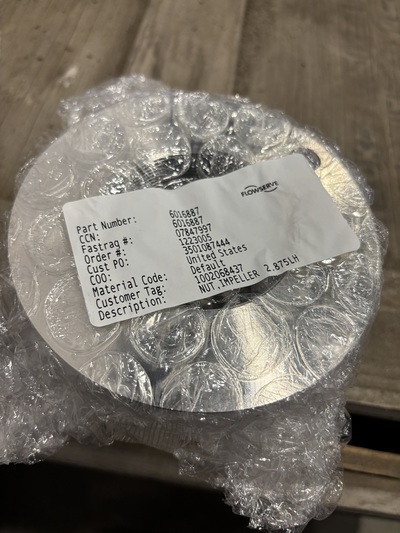 FLOWSERVE
Part Number: 6016887
CCN: 6016887
Fastraq #: 07847997
Order #: 1223005
Cust PO: 3501087444
COO: United States
Material Code: Default
Customer Tag: 1002068437
Description: NUT,IMPELLER 2.875LH